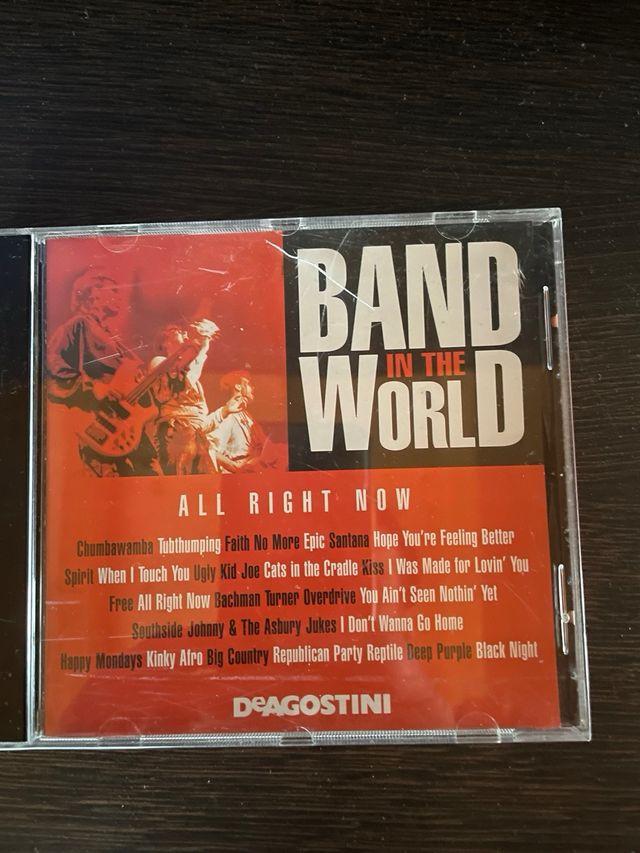 BAND
IN THE
WORLD
ALL RIGHT NOW
Chumbawamba Tubthumping Faith No More Epic Santana Hope You're Feeling Better
Spirit When I Touch You Ugly Kid Joe Cats in the Cradle Kiss I Was Made for Lovin' You
Free All Right Now Bachman Turner Overdrive You Ain't Seen Nothin' Yet
Southside Johnny & The Asbury Jukes I Don't Wanna Go Home
Happy Mondays Kinky Afro Big Country Republican Party Reptile Deep Purple Black Night
DeAGOSTINI